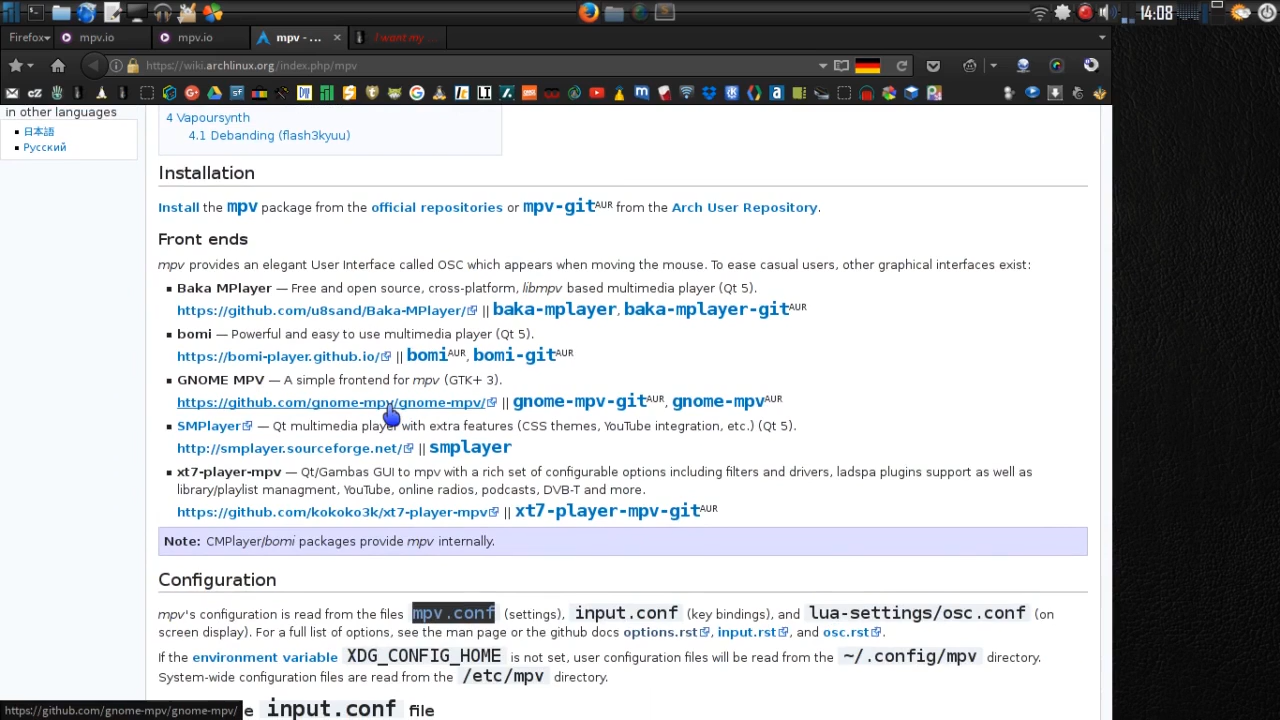 14:08
Firefox▾ mpv.io mpv.io mpv - ... × I want my ...
https://wiki.archlinux.org/index.php/mpv
in other languages
日本語
Русский
4 Vapoursynth
4.1 Debanding (flash3kyuu)
Installation
Install the mpv package from the official repositories or mpv-gitAUR from the Arch User Repository.
Front ends
mpv provides an elegant User Interface called OSC which appears when moving the mouse. To ease casual users, other graphical interfaces exist:
Baka MPlayer — Free and open source, cross-platform, libmpv based multimedia player (Qt 5).
https://github.com/u8sand/Baka-MPlayer/ || baka-mplayer, baka-mplayer-gitAUR
bomi — Powerful and easy to use multimedia player (Qt 5).
https://bomi-player.github.io/ || bomiAUR, bomi-gitAUR
GNOME MPV — A simple frontend for mpv (GTK+ 3).
https://github.com/gnome-mpv/gnome-mpv/ || gnome-mpv-gitAUR, gnome-mpvAUR
SMPlayer — Qt multimedia player with extra features (CSS themes, YouTube integration, etc.) (Qt 5).
http://smplayer.sourceforge.net/ || smplayer
xt7-player-mpv — Qt/Gambas GUI to mpv with a rich set of configurable options including filters and drivers, ladspa plugins support as well as
library/playlist managment, YouTube, online radios, podcasts, DVB-T and more.
https://github.com/kokoko3k/xt7-player-mpv || xt7-player-mpv-gitAUR
Note: CMPlayer/bomi packages provide mpv internally.
Configuration
mpv's configuration is read from the files mpv.conf (settings), input.conf (key bindings), and lua-settings/osc.conf (on
screen display). For a full list of options, see the man page or the github docs options.rst, input.rst, and osc.rst.
If the environment variable XDG_CONFIG_HOME is not set, user configuration files will be read from the ~/.config/mpv directory.
System-wide configuration files are read from the /etc/mpv directory.
e input.conf file
https://github.com/gnome-mpv/gnome-mpv/